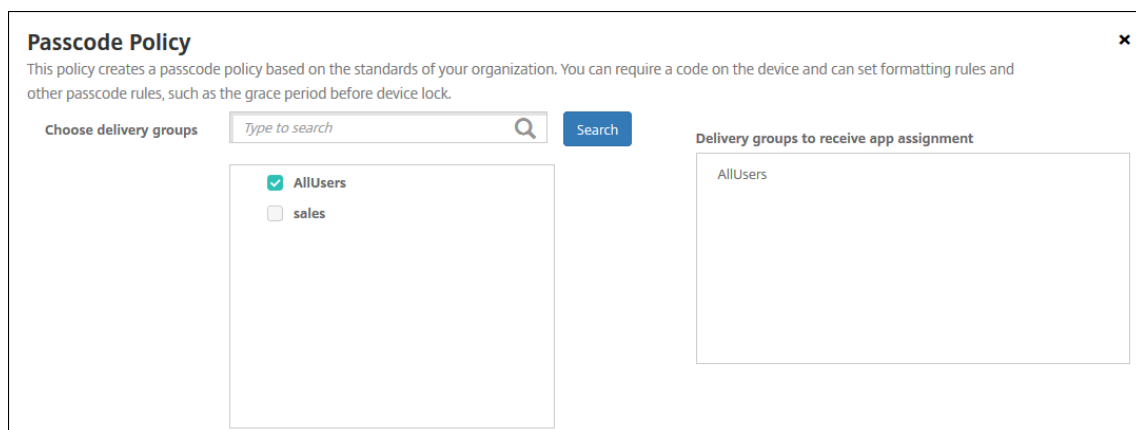 Passcode Policy
This policy creates a passcode policy based on the standards of your organization. You can require a code on the device and can set formatting rules and
other passcode rules, such as the grace period before device lock.
Choose delivery groups
Type to search
Search
AllUsers
sales
Delivery groups to receive app assignment
AllUsers